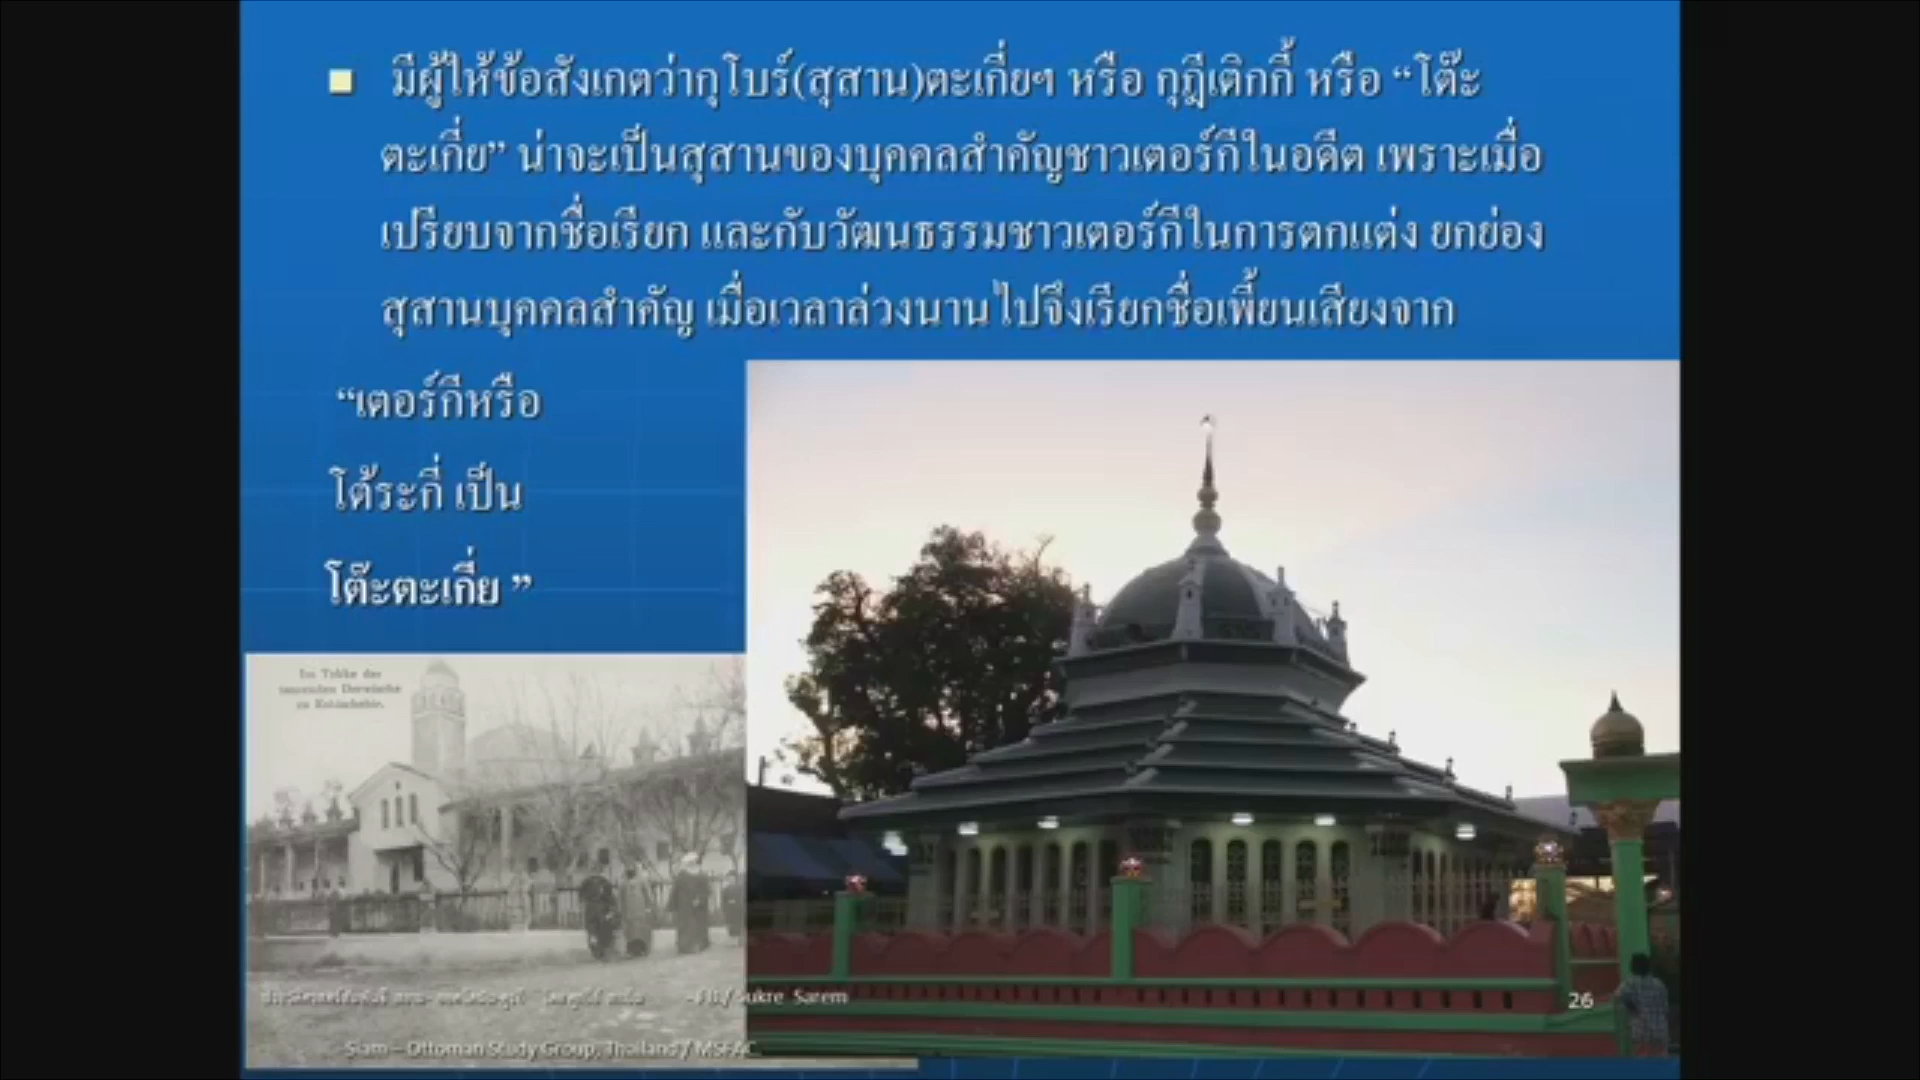 มีผู้ให้ข้อสังเกตว่ากุโบร์(สุสาน)ตะเกี่ยฯ หรือ กุฎีเติกกี้ หรือ “โต๊ะ
ตะเกี่ย” น่าจะเป็นสุสานของบุคคลสำคัญชาวเตอร์กีในอดีต เพราะเมื่อ
เปรียบจากชื่อเรียก และกับวัฒนธรรมชาวเตอร์กีในการตกแต่ง ยกย่อง
สุสานบุคคลสำคัญ เมื่อเวลาล่วงนานไปจึงเรียกชื่อเพี้ยนเสียงจาก
“เตอร์กีหรือ
โต้ระกี่ เป็น
โต๊ะตะเกี่ย ”
Im Tekke der
tanzenden Derwische
zu
Sukre Sarem
26
Siam – Ottoman Study Group, Thailand / MSFAC